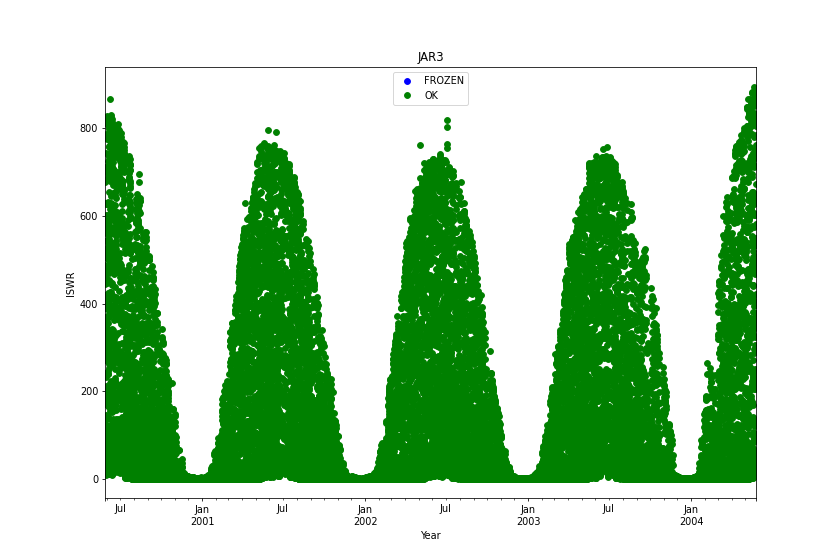 JAR3
FROZEN
OK
ISWR
800
600
400
200
0
Jul
Jan
2001
Jul
Jan
2002
Jul
Jan
2003
Jul
Jan
2004
Year